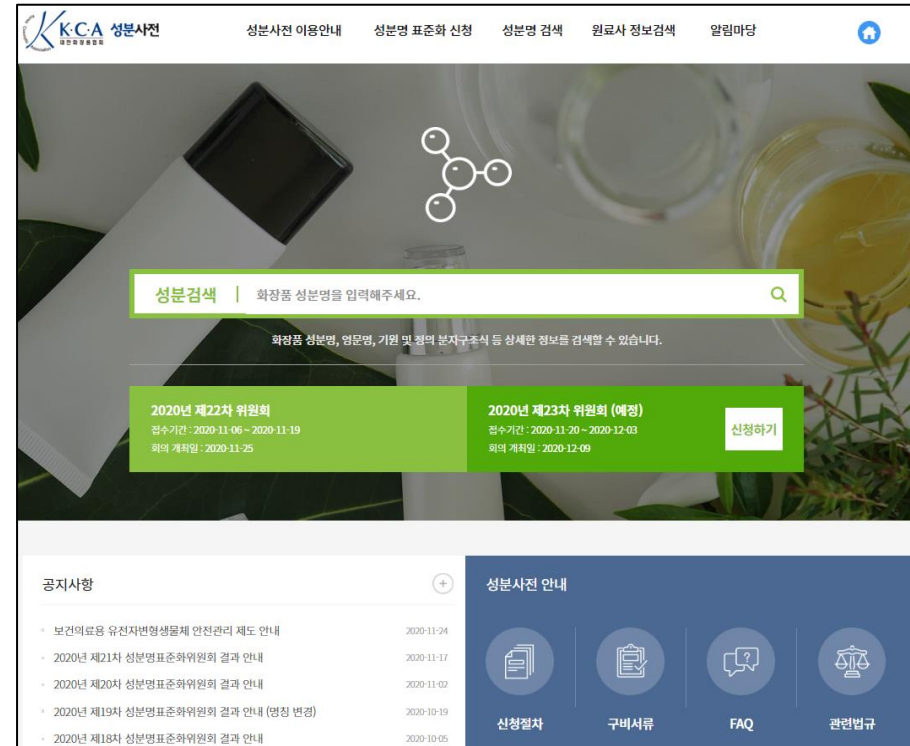 K·C·A 성분사전
대한화장품협회
성분사전 이용안내 성분명 표준화 신청 성분명 검색 원료사 정보검색 알림마당
성분검색 화장품 성분명을 입력해주세요.
화장품 성분명, 영문명, 기원 및 정의 분자구조식 등 상세한 정보를 검색할 수 있습니다.
2020년 제22차 위원회
접수기간 : 2020-11-06 ~ 2020-11-19
회의 개최일 : 2020-11-25
2020년 제23차 위원회 (예정)
접수기간 : 2020-11-20 ~ 2020-12-03
회의 개최일 : 2020-12-09
신청하기
공지사항
보건의료용 유전자변형생물체 안전관리 제도 안내 2020-11-24
2020년 제21차 성분명표준화위원회 결과 안내 2020-11-17
2020년 제20차 성분명표준화위원회 결과 안내 2020-11-02
2020년 제19차 성분명표준화위원회 결과 안내 (명칭 변경) 2020-10-19
2020년 제18차 성분명표준화위원회 결과 안내 2020-10-05
성분사전 안내
신청절차 구비서류 FAQ 관련법규